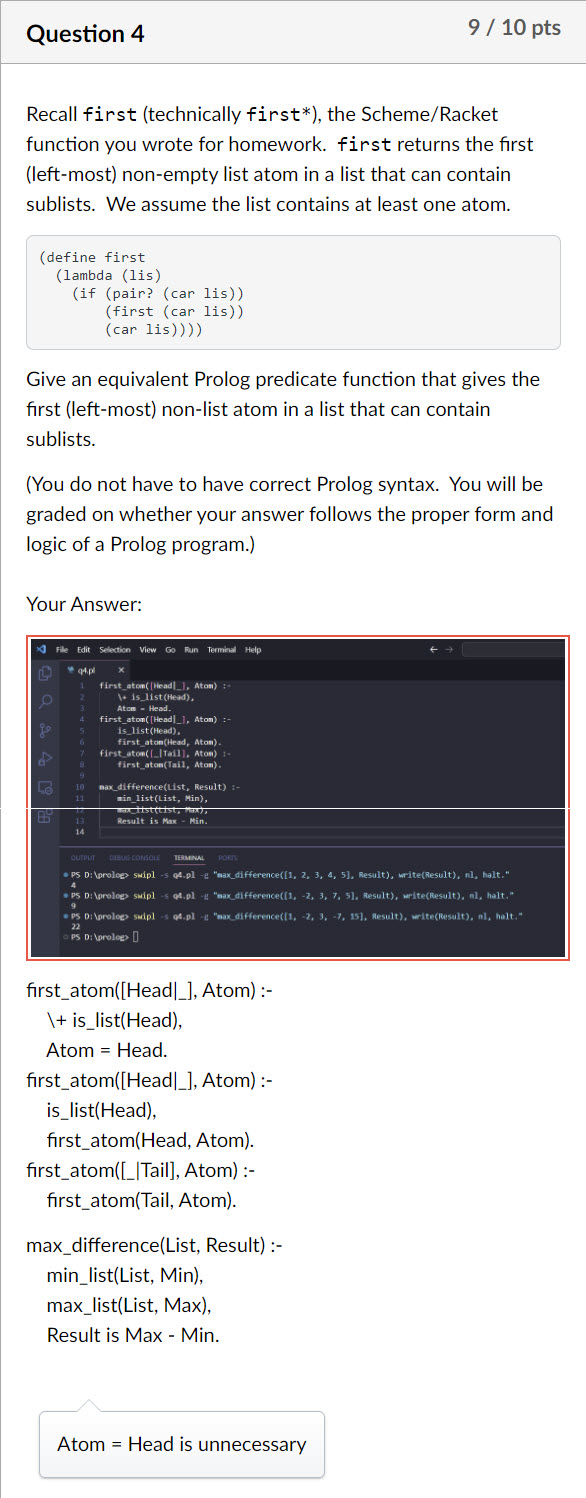 Question 4
9 / 10 pts
Recall first (technically first*), the Scheme/Racket
function you wrote for homework. first returns the first
(left-most) non-empty list atom in a list that can contain
sublists. We assume the list contains at least one atom.
(define first
  (lambda (lis)
    (if (pair? (car lis))
        (first (car lis))
        (car lis))))
Give an equivalent Prolog predicate function that gives the
first (left-most) non-list atom in a list that can contain
sublists.
(You do not have to have correct Prolog syntax. You will be
graded on whether your answer follows the proper form and
logic of a Prolog program.)
Your Answer:
File Edit Selection View Go Run Terminal Help
q4.pl
1 first_atom([Head|_], Atom) :-
2     \+ is_list(Head),
3     Atom = Head.
4 first_atom([Head|_], Atom) :-
5     is_list(Head),
6     first_atom(Head, Atom).
7 first_atom([_|Tail], Atom) :-
8     first_atom(Tail, Atom).
9
10 max_difference(List, Result) :-
11     min_list(List, Min),
12     max_list(List, Max),
13     Result is Max - Min.
14
OUTPUT DEBUG CONSOLE TERMINAL PORTS
PS D:\prolog> swipl -s q4.pl -g "max_difference([1, 2, 3, 4, 5], Result), write(Result), nl, halt."
4
PS D:\prolog> swipl -s q4.pl -g "max_difference([1, -2, 3, 7, 5], Result), write(Result), nl, halt."
9
PS D:\prolog> swipl -s q4.pl -g "max_difference([1, -2, 3, -7, 15], Result), write(Result), nl, halt."
22
PS D:\prolog>
first_atom([Head|_], Atom) :-
    \+ is_list(Head),
    Atom = Head.
first_atom([Head|_], Atom) :-
    is_list(Head),
    first_atom(Head, Atom).
first_atom([_|Tail], Atom) :-
    first_atom(Tail, Atom).
max_difference(List, Result) :-
    min_list(List, Min),
    max_list(List, Max),
    Result is Max - Min.
Atom = Head is unnecessary